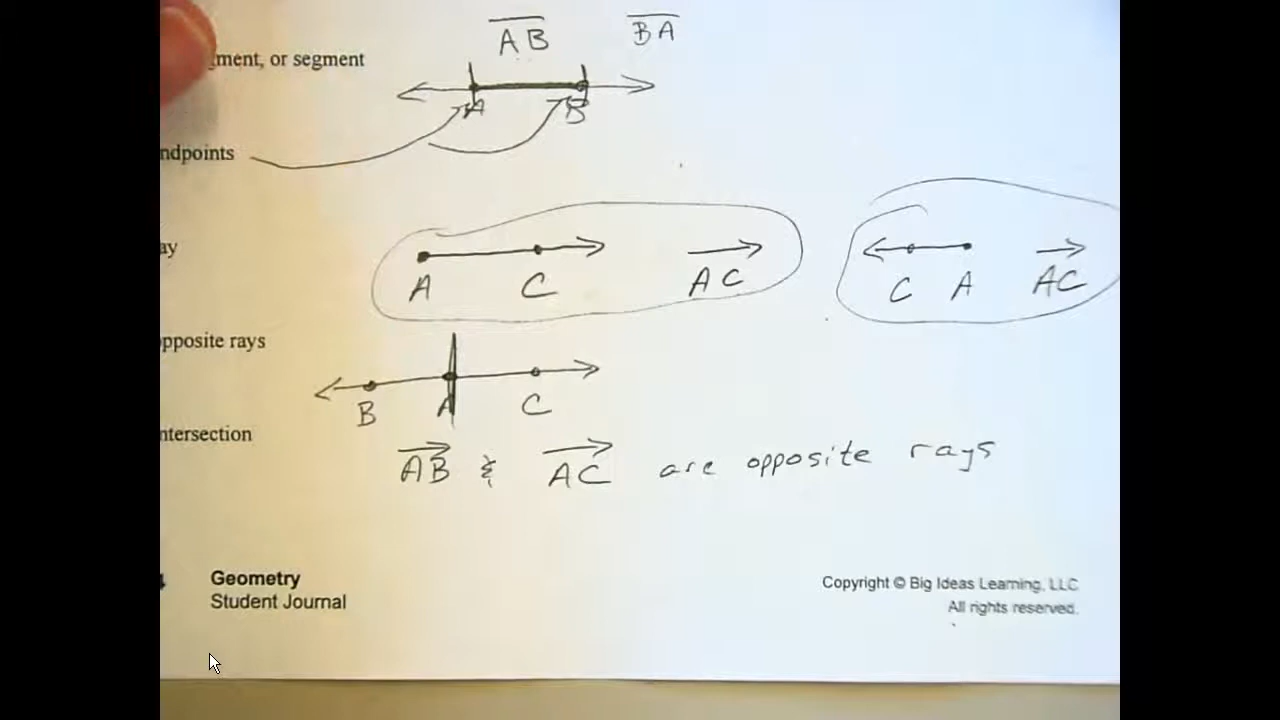 AB BA
ment, or segment
A B
ndpoints
ay
A C AC
C A AC
pposite rays
B A C
ntersection
AB & AC are opposite rays
Geometry
Student Journal
Copyright © Big Ideas Learning, LLC
All rights reserved.